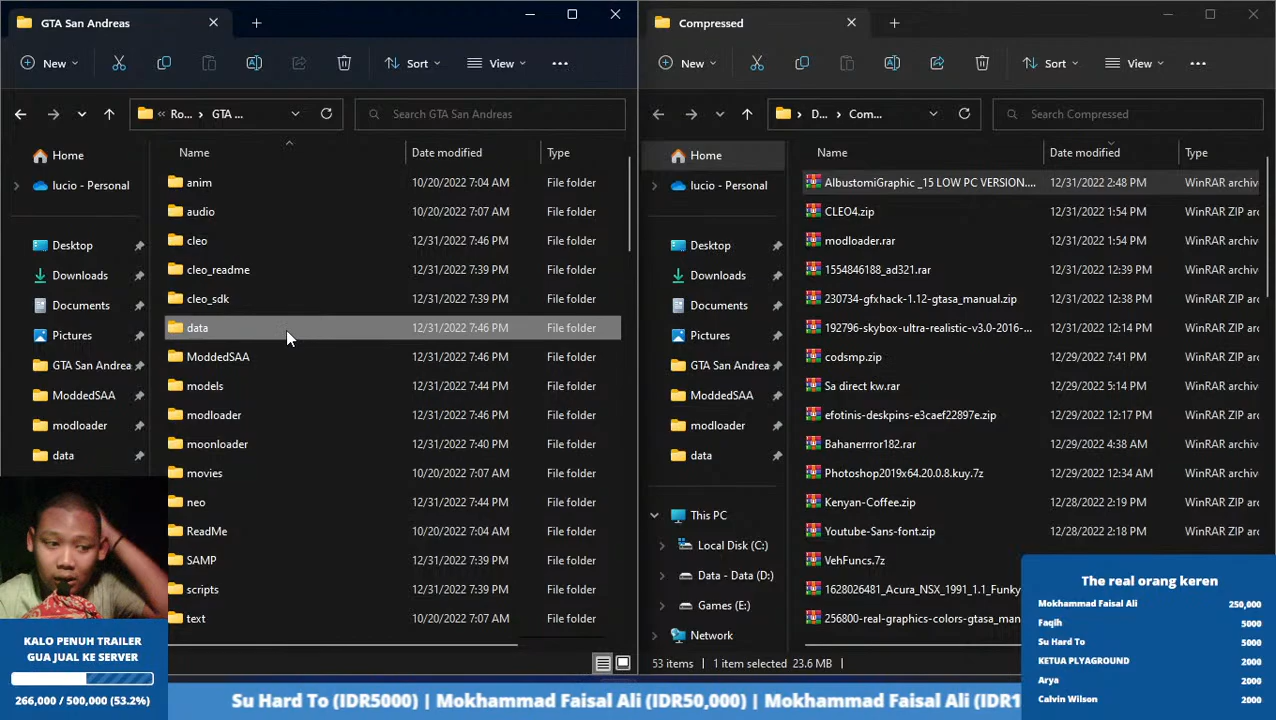 GTA San Andreas
New
Sort
View
Ro...
GTA ...
Search GTA San Andreas
Home
lucio - Personal
Desktop
Downloads
Documents
Pictures
GTA San Andrea
ModdedSAA
modloader
data
Name
Date modified
Type
anim 10/20/2022 7:04 AM File folder
audio 10/20/2022 7:07 AM File folder
cleo 12/31/2022 7:46 PM File folder
cleo_readme 12/31/2022 7:39 PM File folder
cleo_sdk 12/31/2022 7:39 PM File folder
data 12/31/2022 7:46 PM File folder
ModdedSAA 12/31/2022 7:46 PM File folder
models 12/31/2022 7:44 PM File folder
modloader 12/31/2022 7:46 PM File folder
moonloader 12/31/2022 7:40 PM File folder
movies 10/20/2022 7:07 AM File folder
neo 12/31/2022 7:44 PM File folder
ReadMe 10/20/2022 7:04 AM File folder
SAMP 12/31/2022 7:39 PM File folder
scripts 12/31/2022 7:39 PM File folder
text 10/20/2022 7:07 AM File folder
Compressed
New
Sort
View
D...
Com...
Search Compressed
Home
lucio - Personal
Desktop
Downloads
Documents
Pictures
GTA San Andrea
ModdedSAA
modloader
data
This PC
Local Disk (C:)
Data - Data (D:)
Games (E:)
Network
Name
Date modified
Type
AlbustomiGraphic _15 LOW PC VERSION.... 12/31/2022 2:48 PM WinRAR archiv
CLEO4.zip 12/31/2022 1:54 PM WinRAR ZIP arch
modloader.rar 12/31/2022 1:54 PM WinRAR archiv
1554846188_ad321.rar 12/31/2022 12:39 PM WinRAR archiv
230734-gfxhack-1.12-gtasa_manual.zip 12/31/2022 12:38 PM WinRAR ZIP arch
192796-skybox-ultra-realistic-v3.0-2016-... 12/31/2022 12:14 PM WinRAR ZIP arch
codsmp.zip 12/29/2022 7:41 PM WinRAR ZIP arch
Sa direct kw.rar 12/29/2022 5:14 PM WinRAR archiv
efotinis-deskpins-e3caef22897e.zip 12/29/2022 12:17 PM WinRAR ZIP arch
Bahanerrror182.rar 12/29/2022 4:38 AM WinRAR archiv
Photoshop2019x64.20.0.8.kuy.7z 12/29/2022 12:34 AM WinRAR archiv
Kenyan-Coffee.zip 12/28/2022 2:19 PM WinRAR ZIP arch
Youtube-Sans-font.zip 12/28/2022 2:18 PM WinRAR ZIP arch
VehFuncs.7z
1628026481_Acura_NSX_1991_1.1_Funky
256800-real-graphics-colors-gtasa_man
53 items
1 item selected 23.6 MB
KALO PENUH TRAILER
GUA JUAL KE SERVER
266,000 / 500,000 (53.2%)
The real orang keren
Mokhammad Faisal Ali 250,000
Faqih 5000
Su Hard To 5000
KETUA PLYAGROUND 2000
Arya 2000
Calvin Wilson 2000
Su Hard To (IDR5000) | Mokhammad Faisal Ali (IDR50,000) | Mokhammad Faisal Ali (IDR1